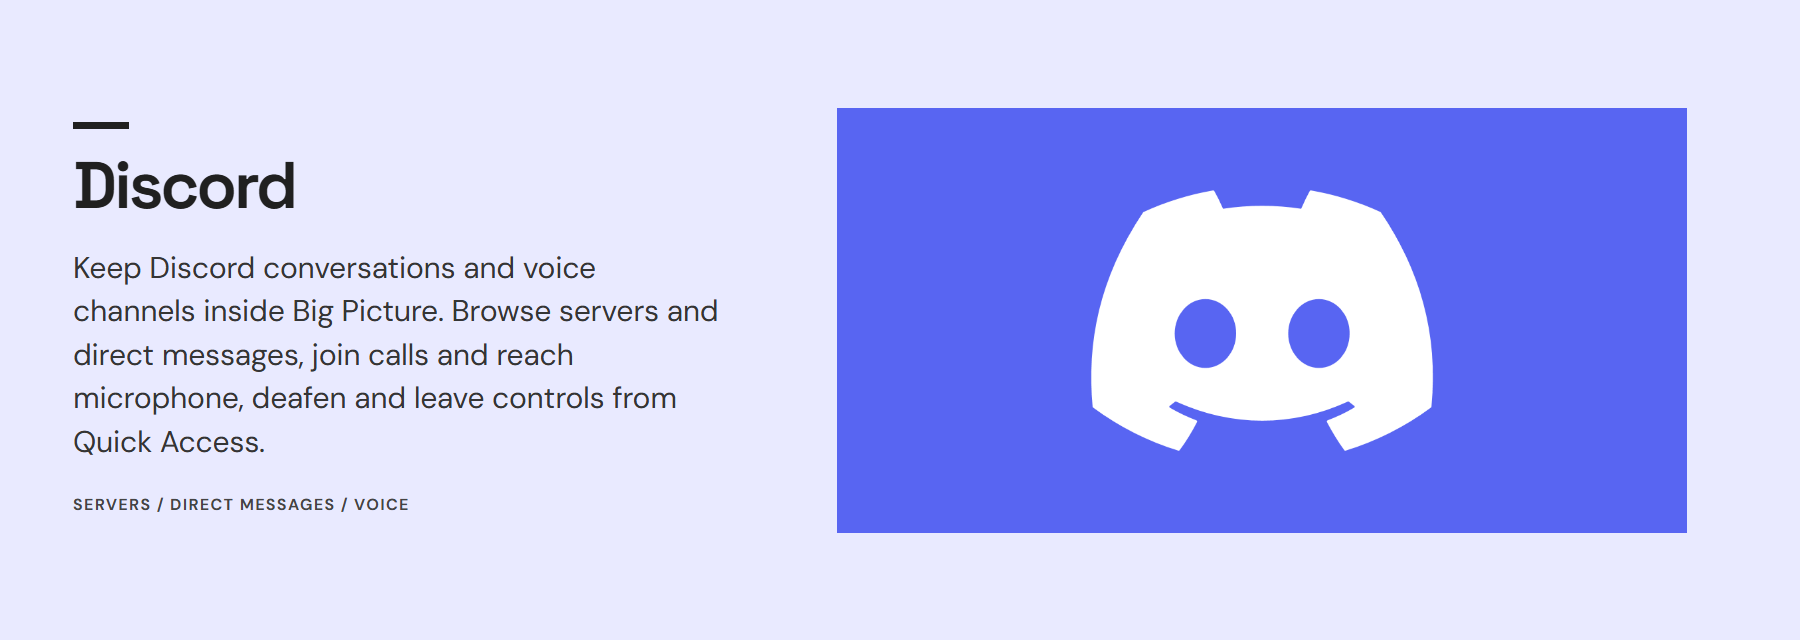 Discord
Keep Discord conversations and voice
channels inside Big Picture. Browse servers and
direct messages, join calls and reach
microphone, deafen and leave controls from
Quick Access.
SERVERS / DIRECT MESSAGES / VOICE